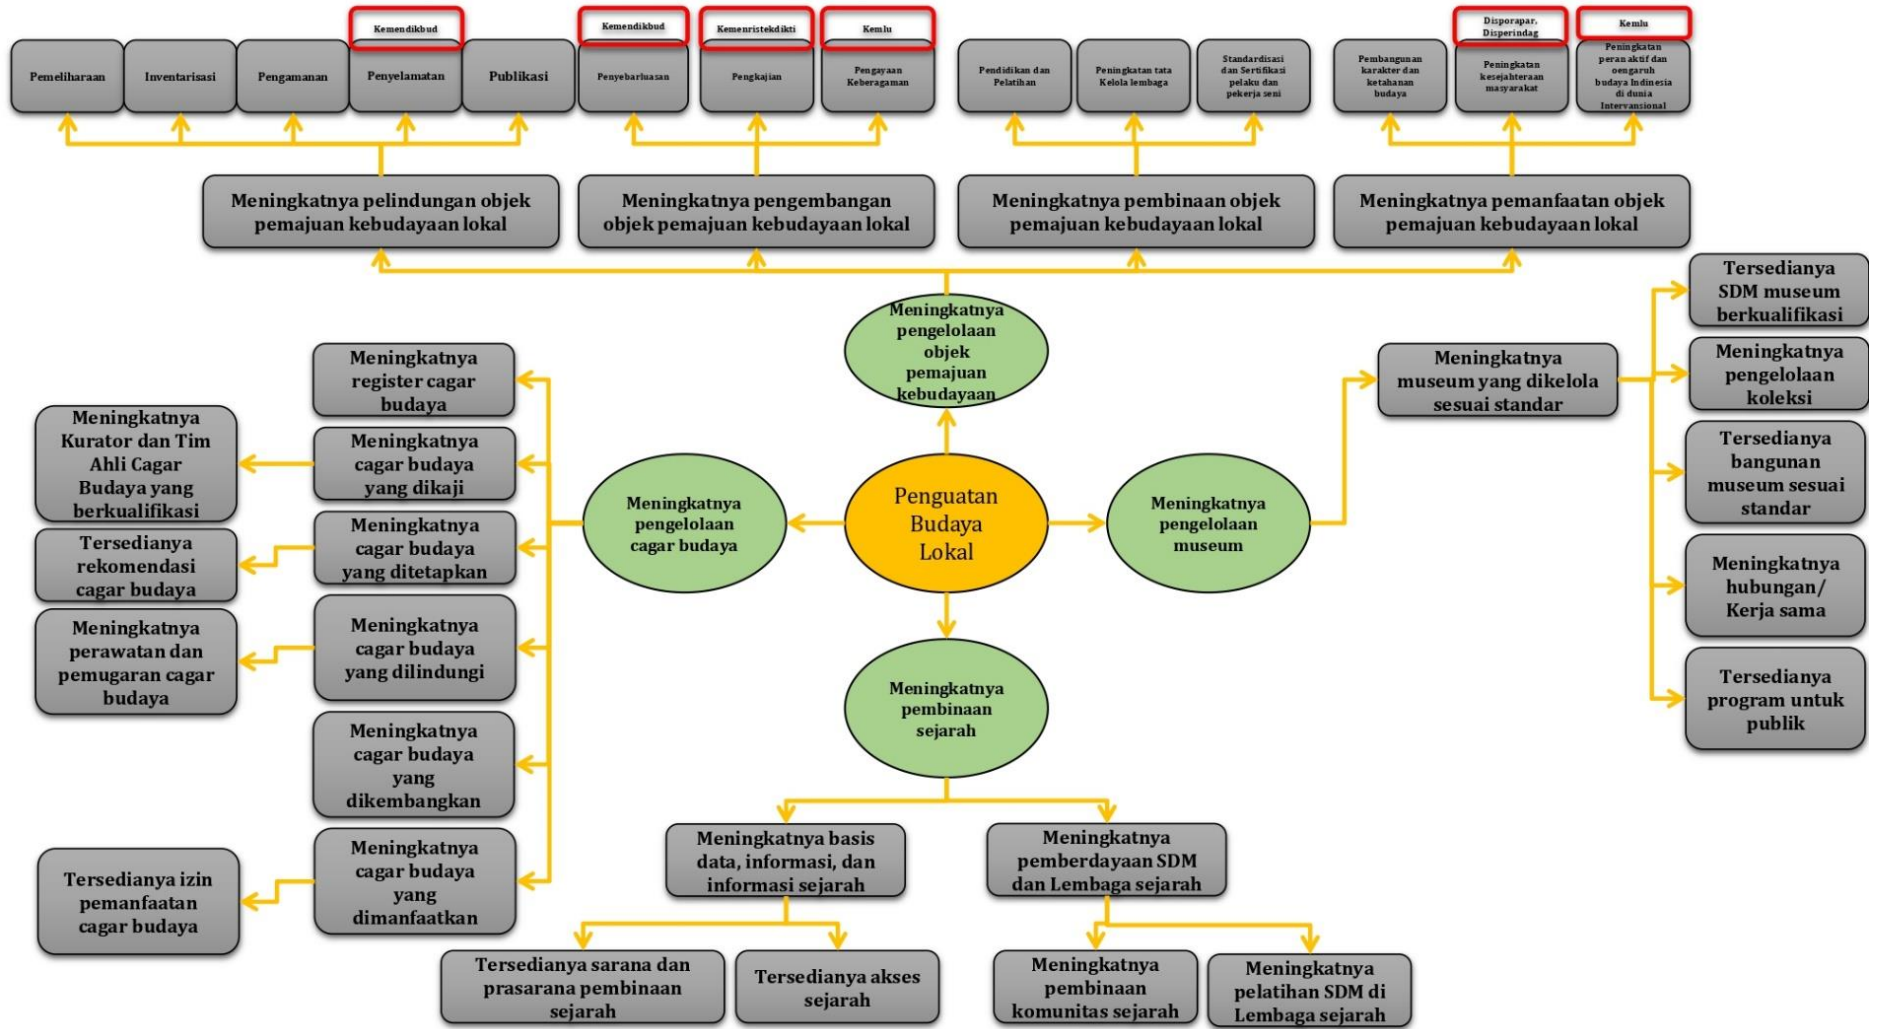 Kemendikbud
Kemendikbud
Kemenristekdikti
Kemlu
Disporapar,
Disperindag
Kemlu
Pemeliharaan
Inventarisasi
Pengamanan
Penyelamatan
Publikasi
Penyebarluasan
Pengkajian
Pengayaan
Keberagaman
Pendidikan dan
Pelatihan
Peningkatan tata
Kelola lembaga
Standardisasi
dan Sertifikasi
pelaku dan
pekerja seni
Pembangunan
karakter dan
ketahanan
budaya
Peningkatan
kesejahteraan
masyarakat
Peningkatan
peran aktif dan
oengaruh
budaya Indinesia
di dunia
Intervansional
Meningkatnya pelindungan objek
pemajuan kebudayaan lokal
Meningkatnya pengembangan
objek pemajuan kebudayaan lokal
Meningkatnya pembinaan objek
pemajuan kebudayaan lokal
Meningkatnya pemanfaatan objek
pemajuan kebudayaan lokal
Meningkatnya
pengelolaan
objek
pemajuan
kebudayaan
Meningkatnya
register cagar
budaya
Meningkatnya
cagar budaya
yang dikaji
Meningkatnya
Kurator dan Tim
Ahli Cagar
Budaya yang
berkualifikasi
Meningkatnya
cagar budaya
yang ditetapkan
Tersedianya
rekomendasi
cagar budaya
Meningkatnya
cagar budaya
yang dilindungi
Meningkatnya
perawatan dan
pemugaran cagar
budaya
Meningkatnya
cagar budaya
yang
dikembangkan
Meningkatnya
cagar budaya
yang
dimanfaatkan
Tersedianya izin
pemanfaatan
cagar budaya
Meningkatnya
pengelolaan
cagar budaya
Penguatan
Budaya
Lokal
Meningkatnya
pengelolaan
museum
Meningkatnya
museum yang dikelola
sesuai standar
Tersedianya
SDM museum
berkualifikasi
Meningkatnya
pengelolaan
koleksi
Tersedianya
bangunan
museum sesuai
standar
Meningkatnya
hubungan/
Kerja sama
Tersedianya
program untuk
publik
Meningkatnya
pembinaan
sejarah
Meningkatnya basis
data, informasi, dan
informasi sejarah
Meningkatnya
pemberdayaan SDM
dan Lembaga sejarah
Tersedianya sarana dan
prasarana pembinaan
sejarah
Tersedianya akses
sejarah
Meningkatnya
pembinaan
komunitas sejarah
Meningkatnya
pelatihan SDM di
Lembaga sejarah